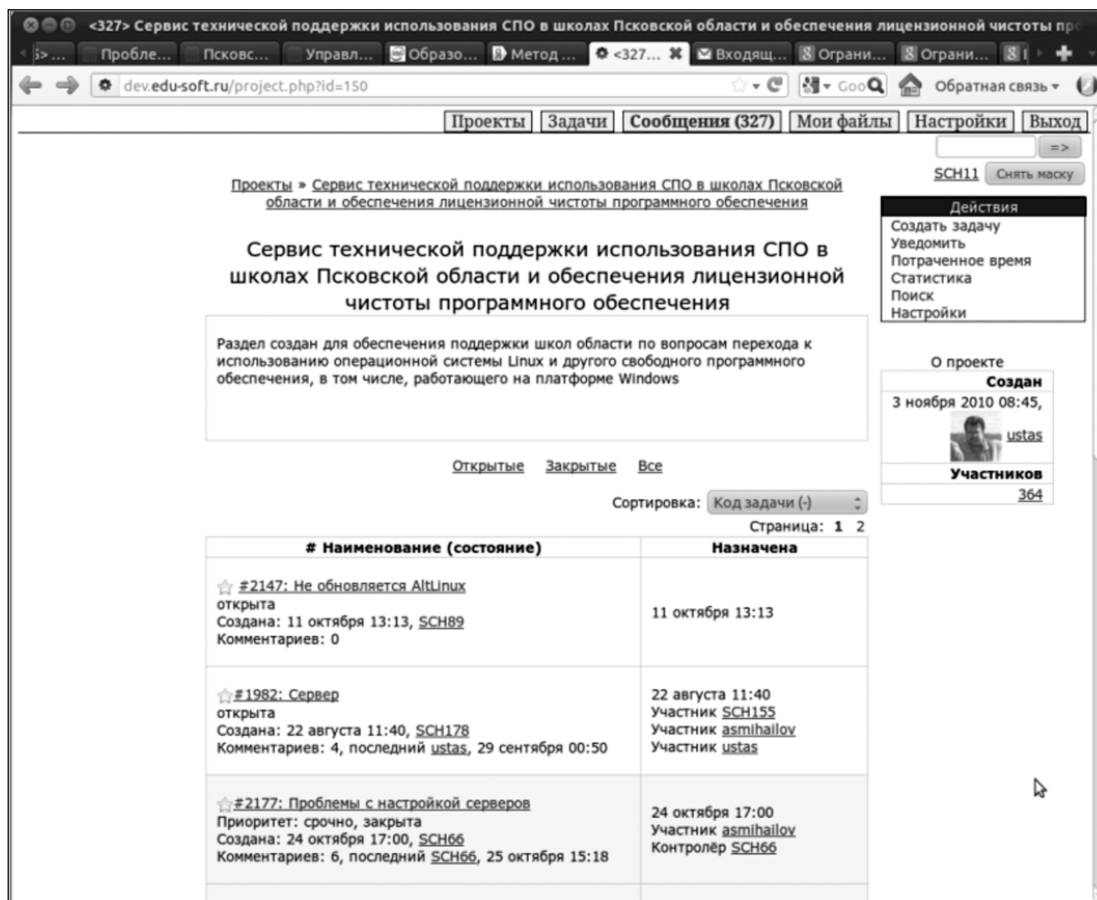 <327> Сервис технической поддержки использования СПО в школах Псковской области и обеспечения лицензионной чистоты пр
5>... Пробле... Псковс... Управл... Образо... Метод ... <327... Входящ... Ограни... Ограни...
dev.edu-soft.ru/project.php?id=150 Goo Обратная связь
Проекты Задачи Сообщения (327) Мои файлы Настройки Выход
=>
SCH11 Снять маску
Проекты » Сервис технической поддержки использования СПО в школах Псковской
области и обеспечения лицензионной чистоты программного обеспечения
Сервис технической поддержки использования СПО в
школах Псковской области и обеспечения лицензионной
чистоты программного обеспечения
Раздел создан для обеспечения поддержки школ области по вопросам перехода к
использованию операционной системы Linux и другого свободного программного
обеспечения, в том числе, работающего на платформе Windows
Действия
Создать задачу
Уведомить
Потраченное время
Статистика
Поиск
Настройки
О проекте
Создан
3 ноября 2010 08:45,
ustas
Участников
364
Открытые Закрытые Все
Сортировка: Код задачи (-)
Страница: 1 2
# Наименование (состояние) Назначена
#2147: Не обновляется AltLinux
открыта
Создана: 11 октября 13:13, SCH89
Комментариев: 0
11 октября 13:13
#1982: Сервер
открыта
Создана: 22 августа 11:40, SCH178
Комментариев: 4, последний ustas, 29 сентября 00:50
22 августа 11:40
Участник SCH155
Участник asmihailov
Участник ustas
#2177: Проблемы с настройкой серверов
Приоритет: срочно, закрыта
Создана: 24 октября 17:00, SCH66
Комментариев: 6, последний SCH66, 25 октября 15:18
24 октября 17:00
Участник asmihailov
Контролёр SCH66